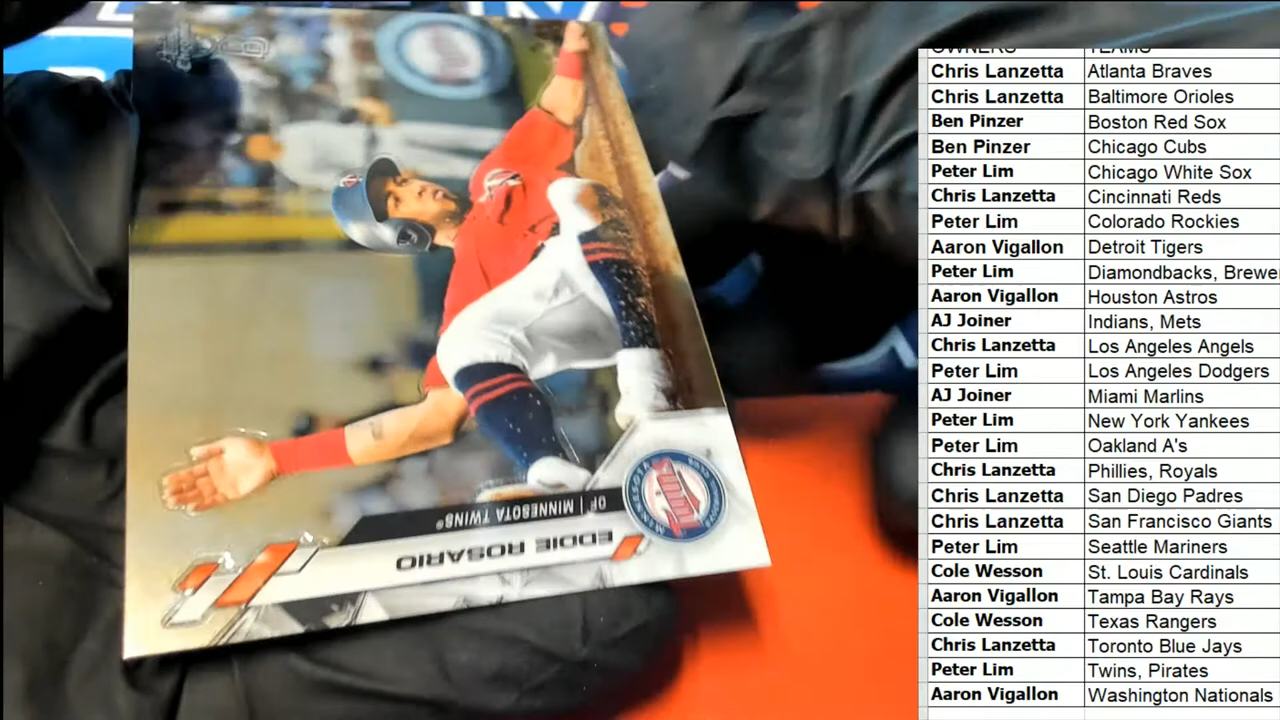 OWNERS TEAMS
Chris Lanzetta Atlanta Braves
Chris Lanzetta Baltimore Orioles
Ben Pinzer Boston Red Sox
Ben Pinzer Chicago Cubs
Peter Lim Chicago White Sox
Chris Lanzetta Cincinnati Reds
Peter Lim Colorado Rockies
Aaron Vigallon Detroit Tigers
Peter Lim Diamondbacks, Brewe
Aaron Vigallon Houston Astros
AJ Joiner Indians, Mets
Chris Lanzetta Los Angeles Angels
Peter Lim Los Angeles Dodgers
AJ Joiner Miami Marlins
Peter Lim New York Yankees
Peter Lim Oakland A's
Chris Lanzetta Phillies, Royals
Chris Lanzetta San Diego Padres
Chris Lanzetta San Francisco Giants
Peter Lim Seattle Mariners
Cole Wesson St. Louis Cardinals
Aaron Vigallon Tampa Bay Rays
Cole Wesson Texas Rangers
Chris Lanzetta Toronto Blue Jays
Peter Lim Twins, Pirates
Aaron Vigallon Washington Nationals
EDDIE ROSARIO
OF | MINNESOTA TWINS®
MINNESOTA